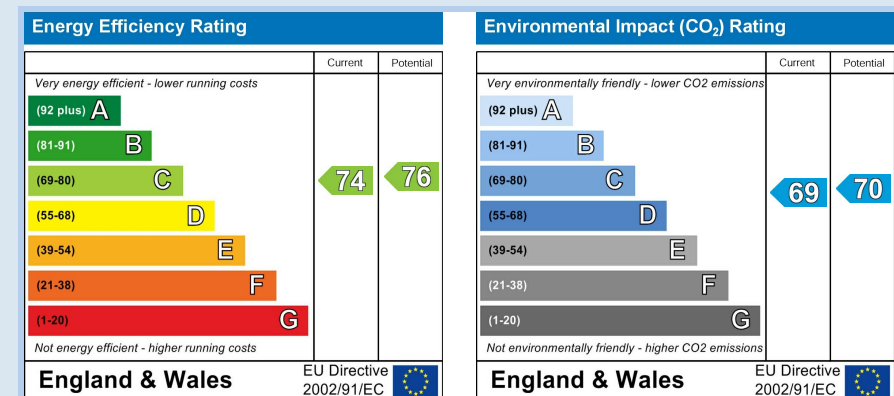 Energy Efficiency Rating
Current Potential
Very energy efficient - lower running costs
(92 plus) A
(81-91) B
(69-80) C
74 76
(55-68) D
(39-54) E
(21-38) F
(1-20) G
Not energy efficient - higher running costs
England & Wales
EU Directive
2002/91/EC
Environmental Impact (CO₂) Rating
Current Potential
Very environmentally friendly - lower CO2 emissions
(92 plus) A
(81-91) B
(69-80) C
69 70
(55-68) D
(39-54) E
(21-38) F
(1-20) G
Not environmentally friendly - higher CO2 emissions
England & Wales
EU Directive
2002/91/EC